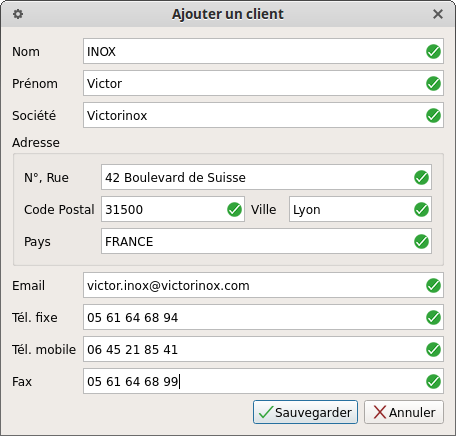 Ajouter un client
Nom INOX
Prénom Victor
Société Victorinox
Adresse
N°, Rue 42 Boulevard de Suisse
Code Postal 31500 Ville Lyon
Pays FRANCE
Email victor.inox@victorinox.com
Tél. fixe 05 61 64 68 94
Tél. mobile 06 45 21 85 41
Fax 05 61 64 68 99
Sauvegarder Annuler